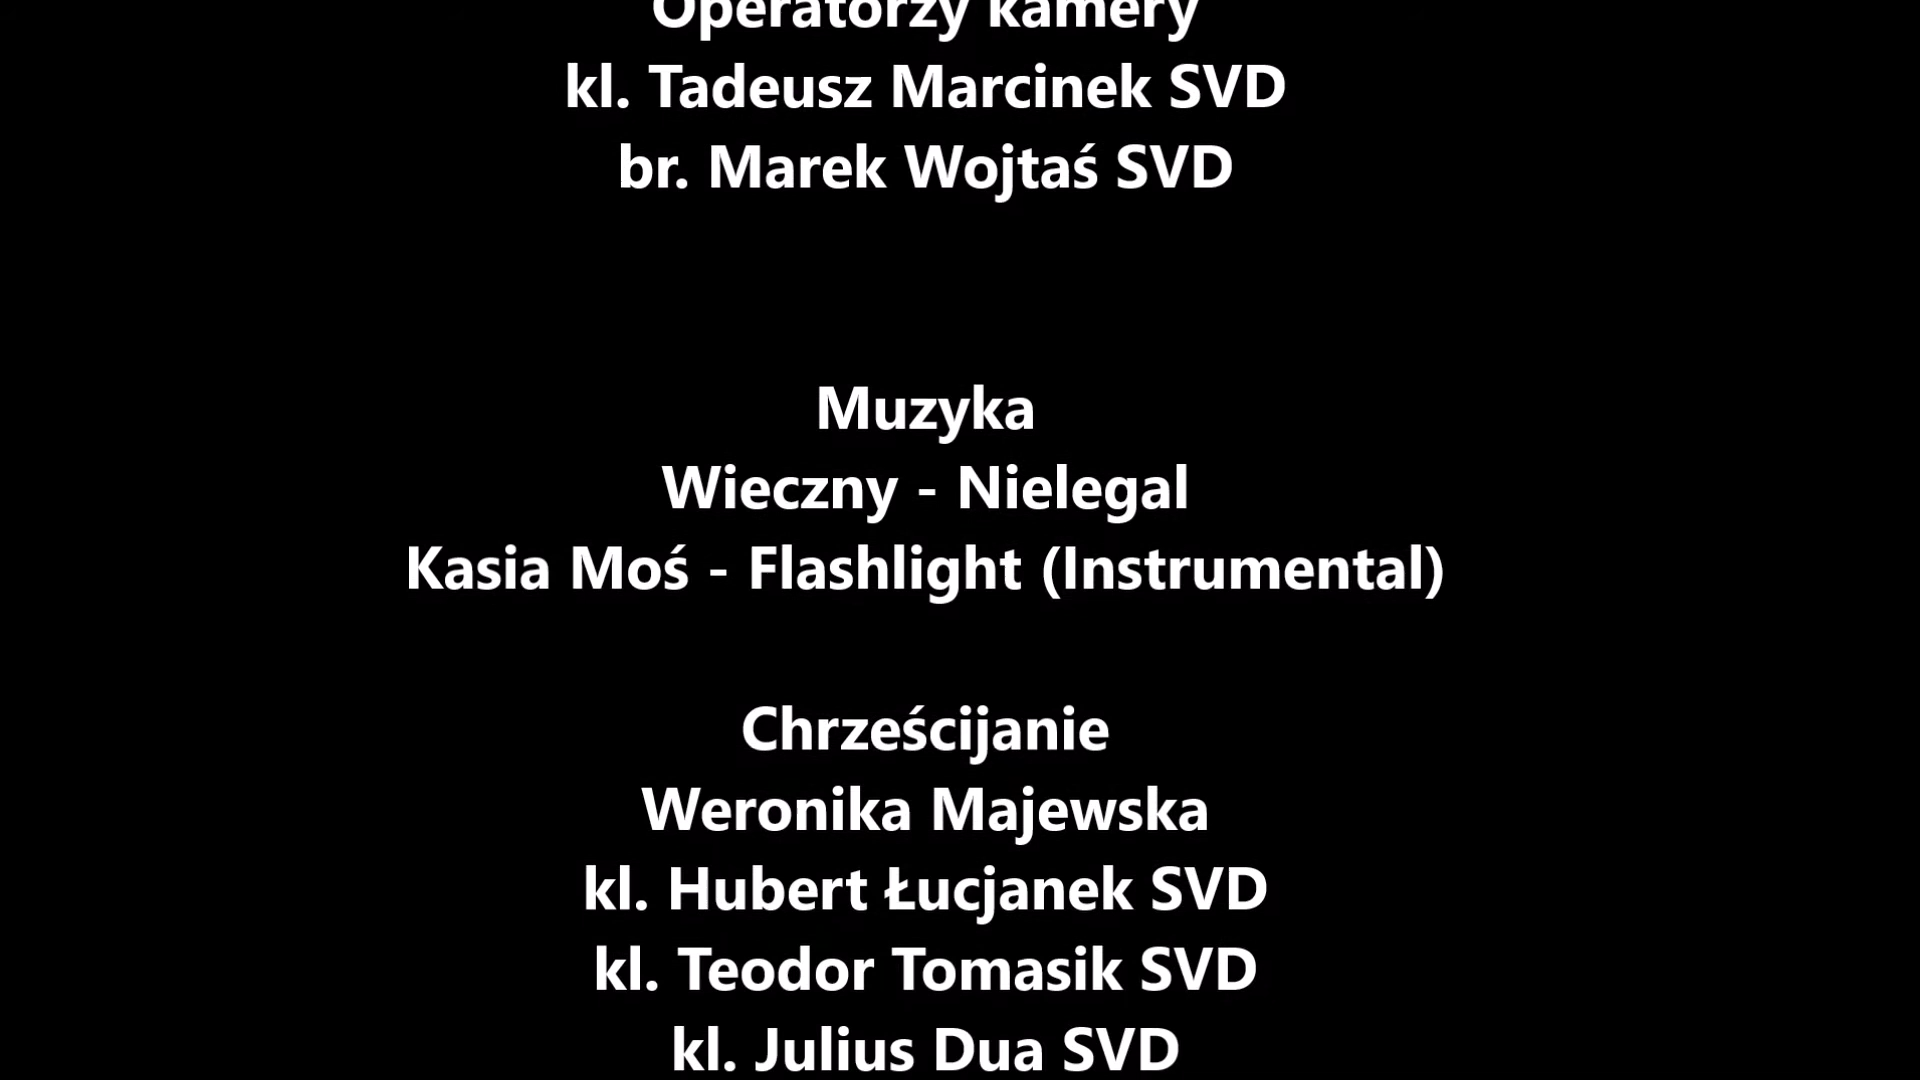 Operatorzy kamery
kl. Tadeusz Marcinek SVD
br. Marek Wojtaś SVD
Muzyka
Wieczny - Nielegal
Kasia Moś - Flashlight (Instrumental)
Chrześcijanie
Weronika Majewska
kl. Hubert Łucjanek SVD
kl. Teodor Tomasik SVD
kl. Julius Dua SVD